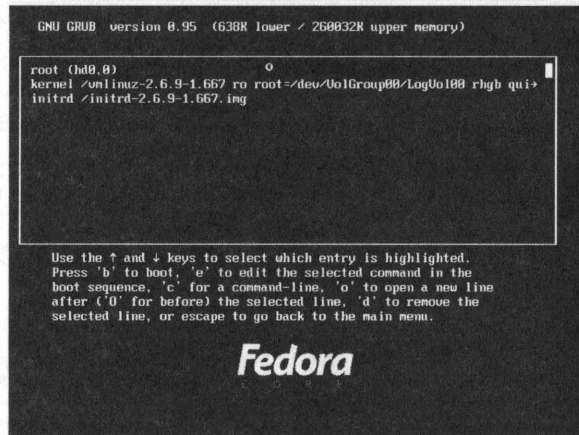 GNU GRUB version 0.95 (638K lower / 260032K upper memory)
root (hd0,0)
kernel /vmlinuz-2.6.9-1.667 ro root=/dev/VolGroup00/LogVol00 rhgb qui→
initrd /initrd-2.6.9-1.667.img
Use the ↑ and ↓ keys to select which entry is highlighted.
Press 'b' to boot, 'e' to edit the selected command in the
boot sequence, 'c' for a command-line, 'o' to open a new line
after ('O' for before) the selected line, 'd' to remove the
selected line, or escape to go back to the main menu.
Fedora
CORE